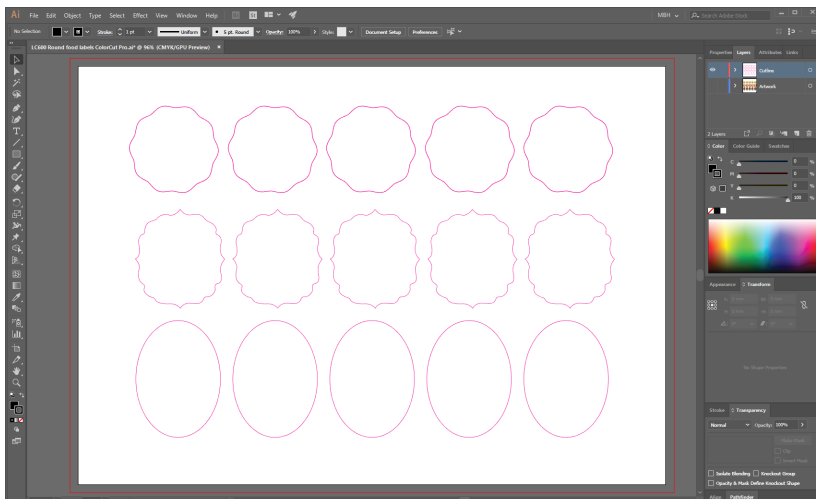 Ai File Edit Object Type Select Effect View Window Help MBH Search Adobe Stock
No Selection Stroke: 1 pt Uniform 5 pt. Round Opacity: 100% Style: Document Setup Preferences
LC600 Round food labels ColorCut Pro.ai* @ 96% (CMYK/GPU Preview) ×
Properties Layers Attributes Links
Cutline
Artwork
2 Layers
Color Color Guide Swatches
C 0 %
M 0 %
Y 0 %
K 100 %
Appearance Transform
No Shape Properties
Stroke Transparency
Normal Opacity: 100%
Make Mask
Clip
Invert Mask
Isolate Blending Knockout Group
Opacity & Mask Define Knockout Shape
Align Pathfinder